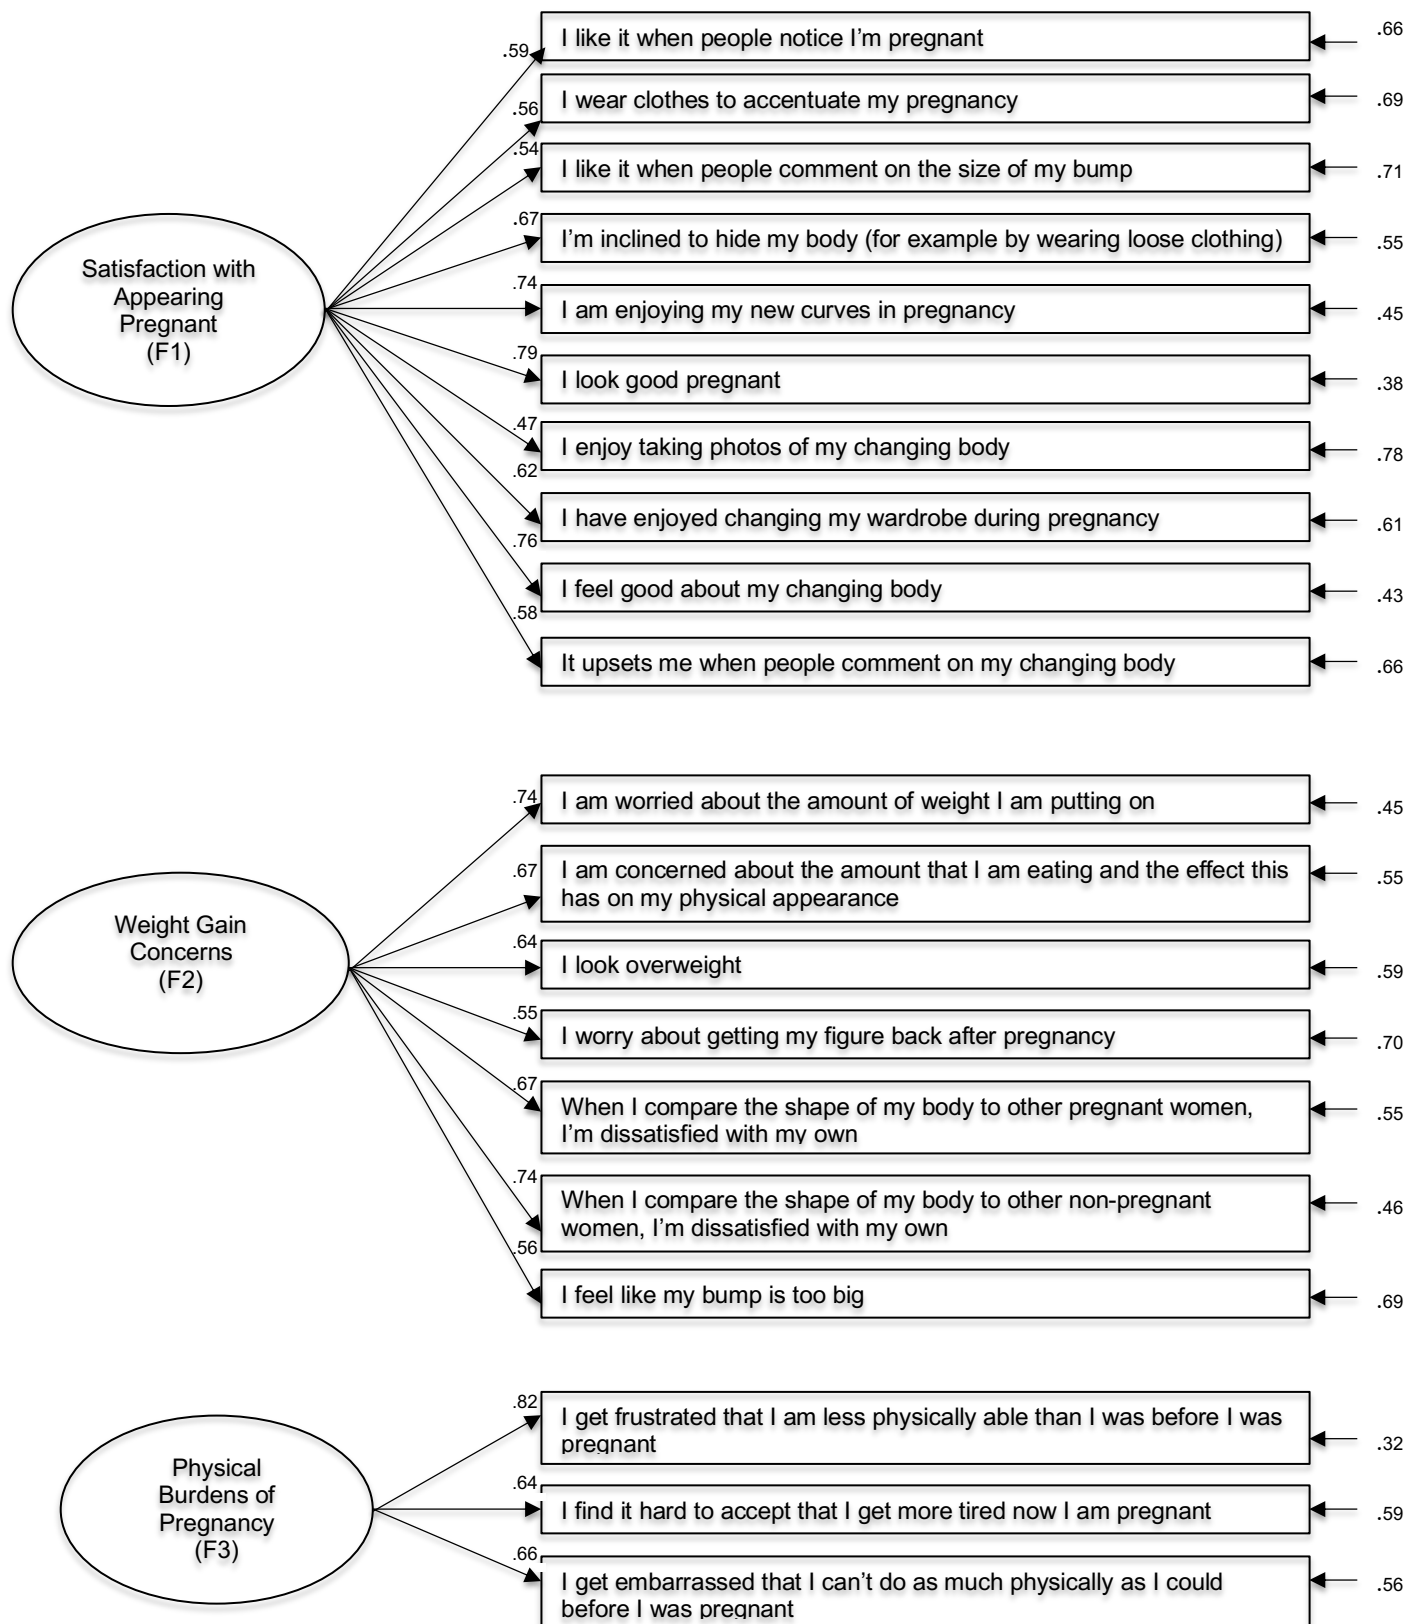 .59
I like it when people notice I’m pregnant
.66
.56
I wear clothes to accentuate my pregnancy
.69
.54
I like it when people comment on the size of my bump
.71
Satisfaction with
Appearing
Pregnant
(F1)
.67
I’m inclined to hide my body (for example by wearing loose clothing)
.55
.74
I am enjoying my new curves in pregnancy
.45
.79
I look good pregnant
.38
.47
I enjoy taking photos of my changing body
.78
.62
I have enjoyed changing my wardrobe during pregnancy
.61
.76
I feel good about my changing body
.43
.58
It upsets me when people comment on my changing body
.66
Weight Gain
Concerns
(F2)
.74
I am worried about the amount of weight I am putting on
.45
.67
I am concerned about the amount that I am eating and the effect this
has on my physical appearance
.55
.64
I look overweight
.59
.55
I worry about getting my figure back after pregnancy
.70
.67
When I compare the shape of my body to other pregnant women,
I’m dissatisfied with my own
.55
.74
When I compare the shape of my body to other non-pregnant
women, I’m dissatisfied with my own
.46
.56
I feel like my bump is too big
.69
Physical
Burdens of
Pregnancy
(F3)
.82
I get frustrated that I am less physically able than I was before I was
pregnant
.32
.64
I find it hard to accept that I get more tired now I am pregnant
.59
.66
I get embarrassed that I can’t do as much physically as I could
before I was pregnant
.56